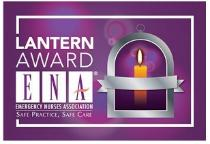 LANTERN
AWARD
ENA®
EMERGENCY NURSES ASSOCIATION
SAFE PRACTICE, SAFE CARE